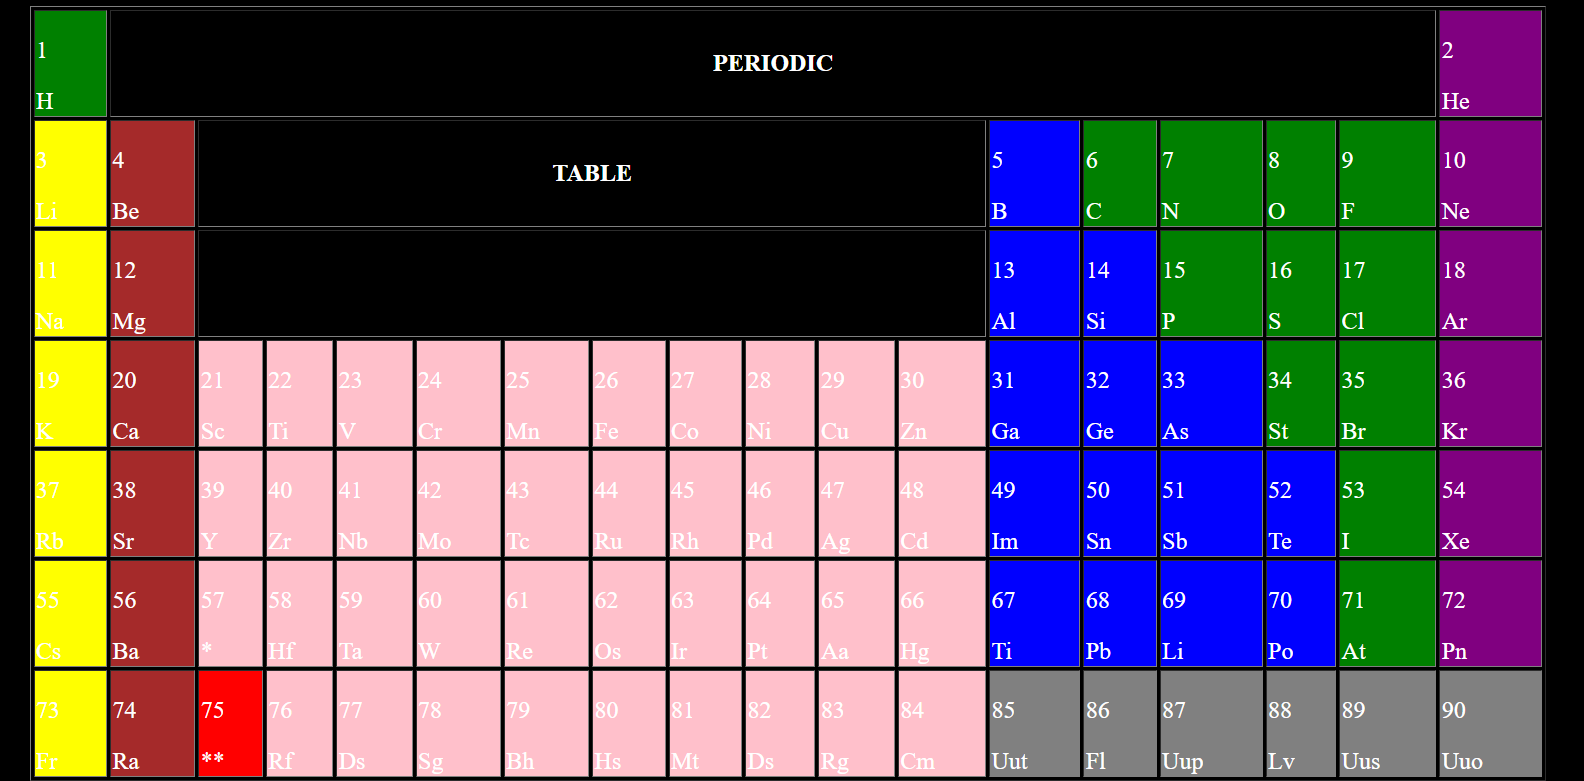 1 PERIODIC 2
H He
3 4 TABLE 5 6 7 8 9 10
Li Be B C N O F Ne
11 12 13 14 15 16 17 18
Na Mg Al Si P S Cl Ar
19 20 21 22 23 24 25 26 27 28 29 30 31 32 33 34 35 36
K Ca Sc Ti V Cr Mn Fe Co Ni Cu Zn Ga Ge As St Br Kr
37 38 39 40 41 42 43 44 45 46 47 48 49 50 51 52 53 54
Rb Sr Y Zr Nb Mo Tc Ru Rh Pd Ag Cd Im Sn Sb Te I Xe
55 56 57 58 59 60 61 62 63 64 65 66 67 68 69 70 71 72
Cs Ba * Hf Ta W Re Os Ir Pt Aa Hg Ti Pb Li Po At Pn
73 74 75 76 77 78 79 80 81 82 83 84 85 86 87 88 89 90
Fr Ra ** Rf Ds Sg Bh Hs Mt Ds Rg Cm Uut Fl Uup Lv Uus Uuo